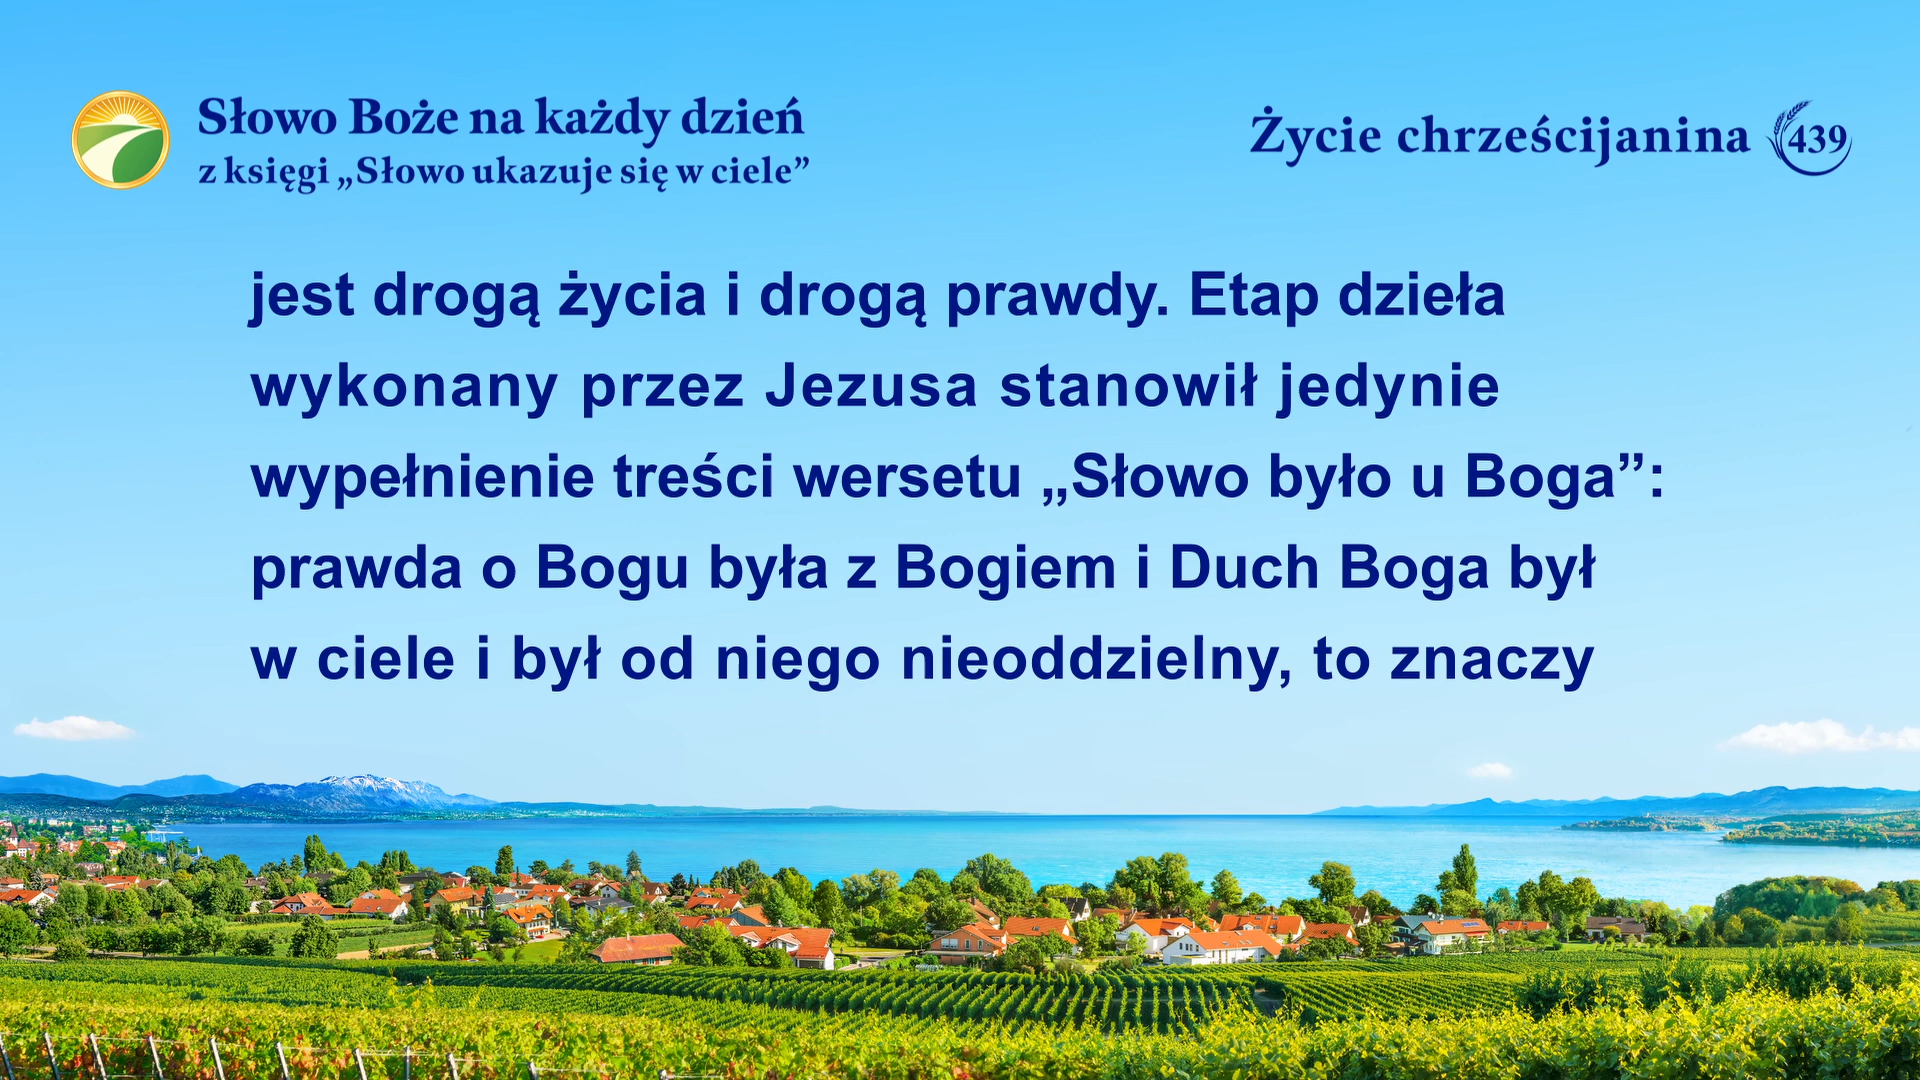 Słowo Boże na każdy dzień
z księgi „Słowo ukazuje się w ciele”
Życie chrześcijanina 439
jest drogą życia i drogą prawdy. Etap dzieła
wykonany przez Jezusa stanowił jedynie
wypełnienie treści wersetu „Słowo było u Boga”:
prawda o Bogu była z Bogiem i Duch Boga był
w ciele i był od niego nieoddzielny, to znaczy